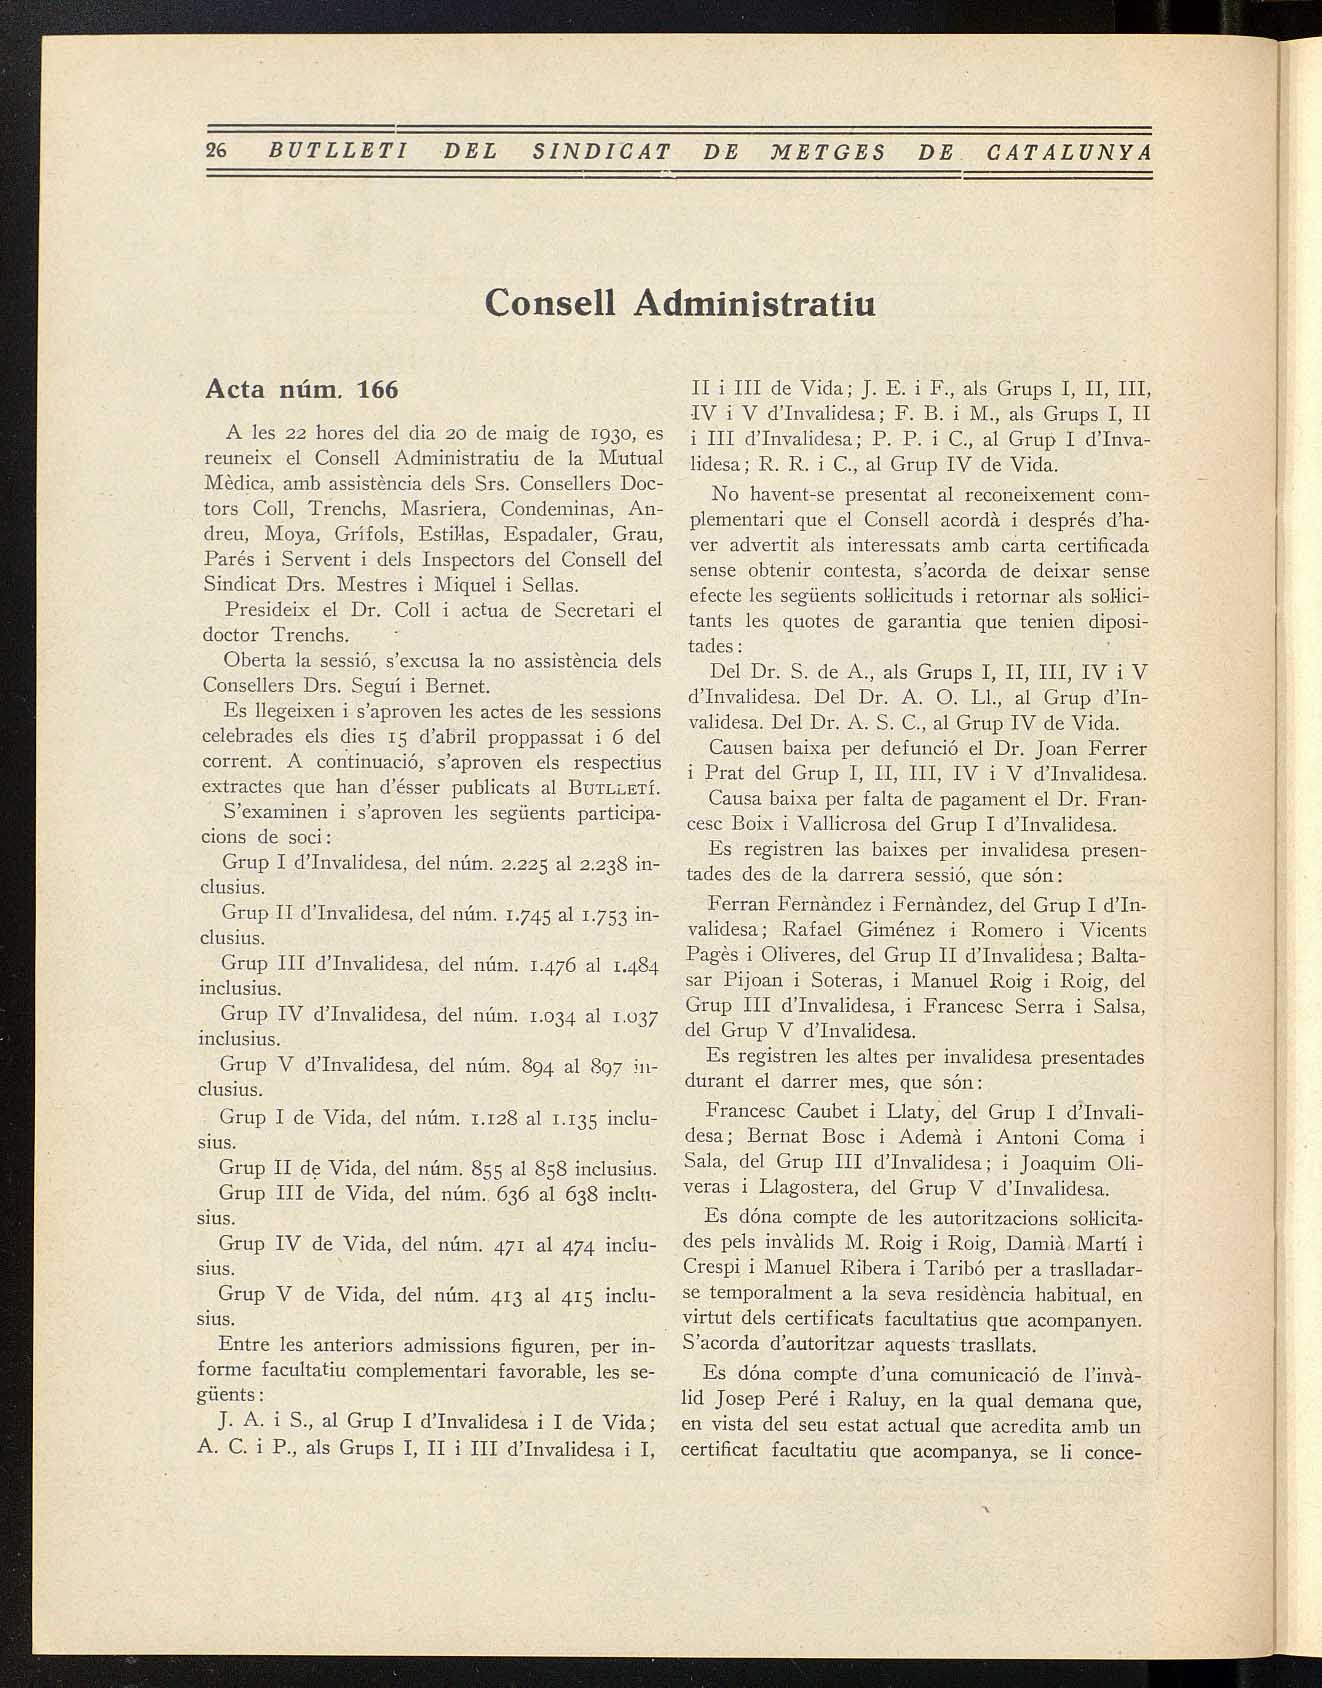 26 BUTLLETI DEL SINDICAT DE METGES DE CATALUNYA
Consell Administratiu
Acta núm. 166
A les 22 hores del dia 20 de maig de 1930, es
reuneix el Consell Administratiu de la Mutual
Mèdica, amb assistència dels Srs. Consellers Doc-
tors Coll, Trenchs, Masriera, Condeminas, An-
dreu, Moya, Grífols, Estil·las, Espadaler, Grau,
Parés i Servent i dels Inspectors del Consell del
Sindicat Drs. Mestres i Miquel i Sellas.
Presideix el Dr. Coll i actua de Secretari el
doctor Trenchs.
Oberta la sessió, s'excusa la no assistència dels
Consellers Drs. Seguí i Bernet.
Es llegeixen i s'aproven les actes de les sessions
celebrades els dies 15 d'abril proppassat i 6 del
corrent. A continuació, s'aproven els respectius
extractes que han d'ésser publicats al BUTLLETÍ.
S'examinen i s'aproven les següents participa-
cions de soci:
Grup I d'Invalidesa, del núm. 2.225 al 2.238 in-
clusius.
Grup II d'Invalidesa, del núm. 1.745 al 1.753 in-
clusius.
Grup III d'Invalidesa, del núm. 1.476 al 1.484
inclusius.
Grup IV d'Invalidesa, del núm. 1.034 al 1.037
inclusius.
Grup V d'Invalidesa, del núm. 894 al 897 in-
clusius.
Grup I de Vida, del núm. 1.128 al 1.135 inclu-
sius.
Grup II de Vida, del núm. 855 al 858 inclusius.
Grup III de Vida, del núm. 636 al 638 inclu-
sius.
Grup IV de Vida, del núm. 471 al 474 inclu-
sius.
Grup V de Vida, del núm. 413 al 415 inclu-
sius.
Entre les anteriors admissions figuren, per in-
forme facultatiu complementari favorable, les se-
güents:
J. A. i S., al Grup I d'Invalidesa i I de Vida;
A. C. i P., als Grups I, II i III d'Invalidesa i I,
II i III de Vida; J. E. i F., als Grups I, II, III,
IV i V d'Invalidesa; F. B. i M., als Grups I, II
i III d'Invalidesa; P. P. i C., al Grup I d'Inva-
lidesa; R. R. i C., al Grup IV de Vida.
No havent-se presentat al reconeixement com-
plementari que el Consell acordà i després d'ha-
ver advertit als interessats amb carta certificada
sense obtenir contesta, s'acorda de deixar sense
efecte les següents sol·licituds i retornar als sol·lici-
tants les quotes de garantia que tenien diposi-
tades:
Del Dr. S. de A., als Grups I, II, III, IV i V
d'Invalidesa. Del Dr. A. O. Ll., al Grup d'In-
validesa. Del Dr. A. S. C., al Grup IV de Vida.
Causen baixa per defunció el Dr. Joan Ferrer
i Prat del Grup I, II, III, IV i V d'Invalidesa.
Causa baixa per falta de pagament el Dr. Fran-
cesc Boix i Vallicrosa del Grup I d'Invalidesa.
Es registren las baixes per invalidesa presen-
tades des de la darrera sessió, que són:
Ferran Fernàndez i Fernàndez, del Grup I d'In-
validesa; Rafael Giménez i Romero i Vicents
Pagès i Oliveres, del Grup II d'Invalidesa; Balta-
sar Pijoan i Soteras, i Manuel Roig i Roig, del
Grup III d'Invalidesa, i Francesc Serra i Salsa,
del Grup V d'Invalidesa.
Es registren les altes per invalidesa presentades
durant el darrer mes, que són:
Francesc Caubet i Llaty, del Grup I d'Invali-
desa; Bernat Bosc i Ademà i Antoni Coma i
Sala, del Grup III d'Invalidesa; i Joaquim Oli-
veras i Llagostera, del Grup V d'Invalidesa.
Es dóna compte de les autoritzacions sol·licita-
des pels invàlids M. Roig i Roig, Damià Martí i
Crespi i Manuel Ribera i Taribó per a traslladar-
se temporalment a la seva residència habitual, en
virtut dels certificats facultatius que acompanyen.
S'acorda d'autoritzar aquests trasllats.
Es dóna compte d'una comunicació de l'invà-
lid Josep Peré i Raluy, en la qual demana que,
en vista del seu estat actual que acredita amb un
certificat facultatiu que acompanya, se li conce-